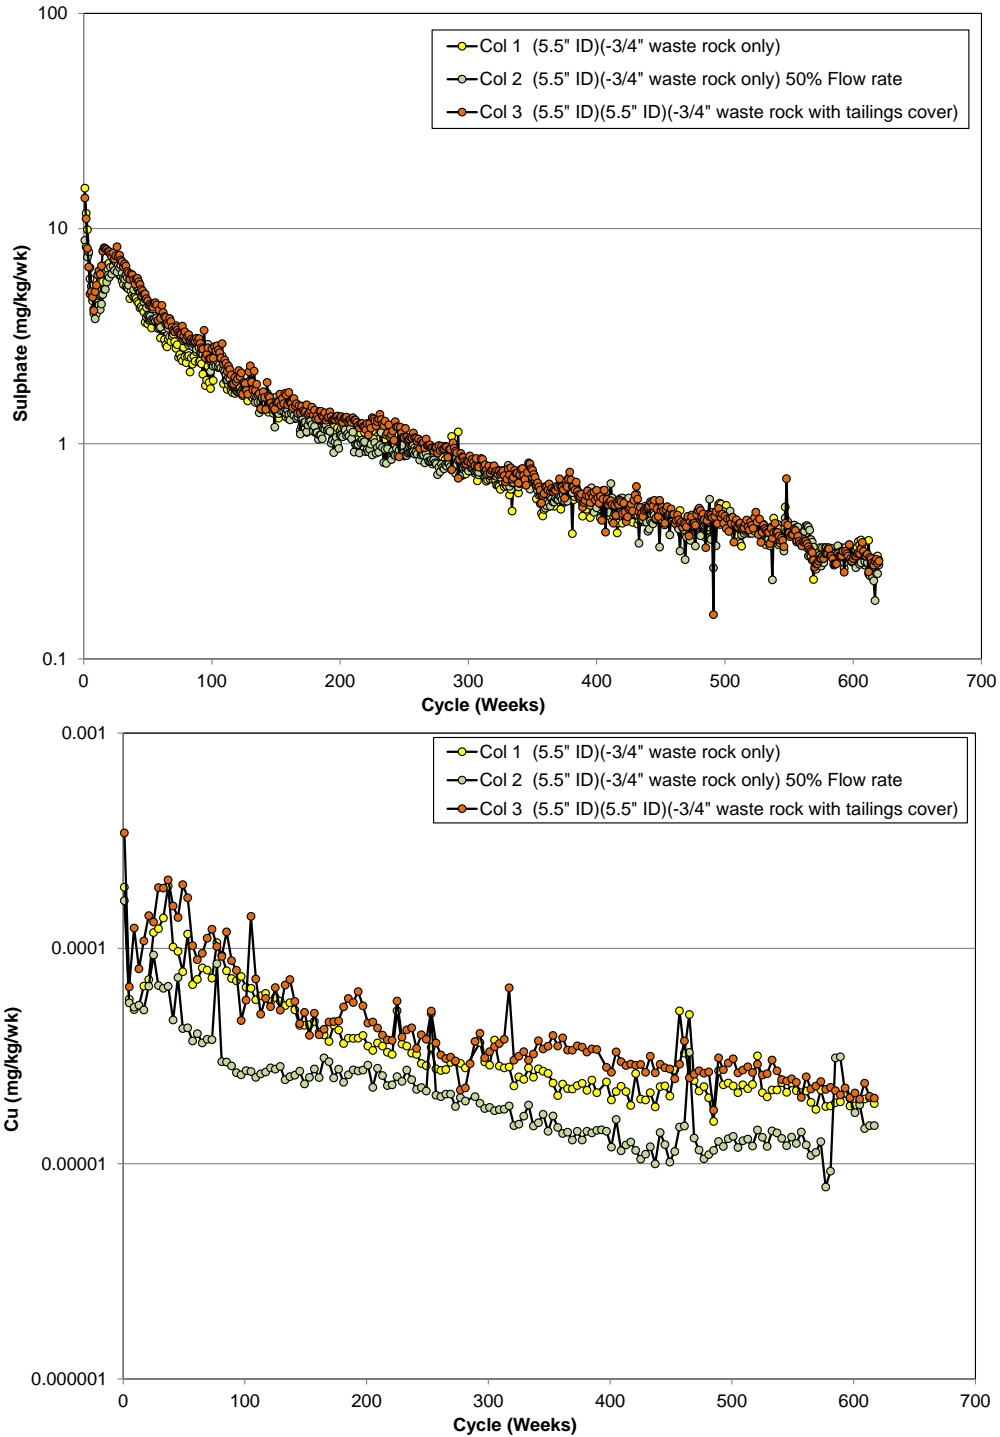 100
10
1
0.1
Sulphate (mg/kg/wk)
Col 1  (5.5" ID)(-3/4" waste rock only)
Col 2  (5.5" ID)(-3/4" waste rock only) 50% Flow rate
Col 3  (5.5" ID)(5.5" ID)(-3/4" waste rock with tailings cover)
0 100 200 300 400 500 600 700
Cycle (Weeks)
0.001
0.0001
0.00001
0.000001
Cu (mg/kg/wk)
Col 1  (5.5" ID)(-3/4" waste rock only)
Col 2  (5.5" ID)(-3/4" waste rock only) 50% Flow rate
Col 3  (5.5" ID)(5.5" ID)(-3/4" waste rock with tailings cover)
0 100 200 300 400 500 600 700
Cycle (Weeks)